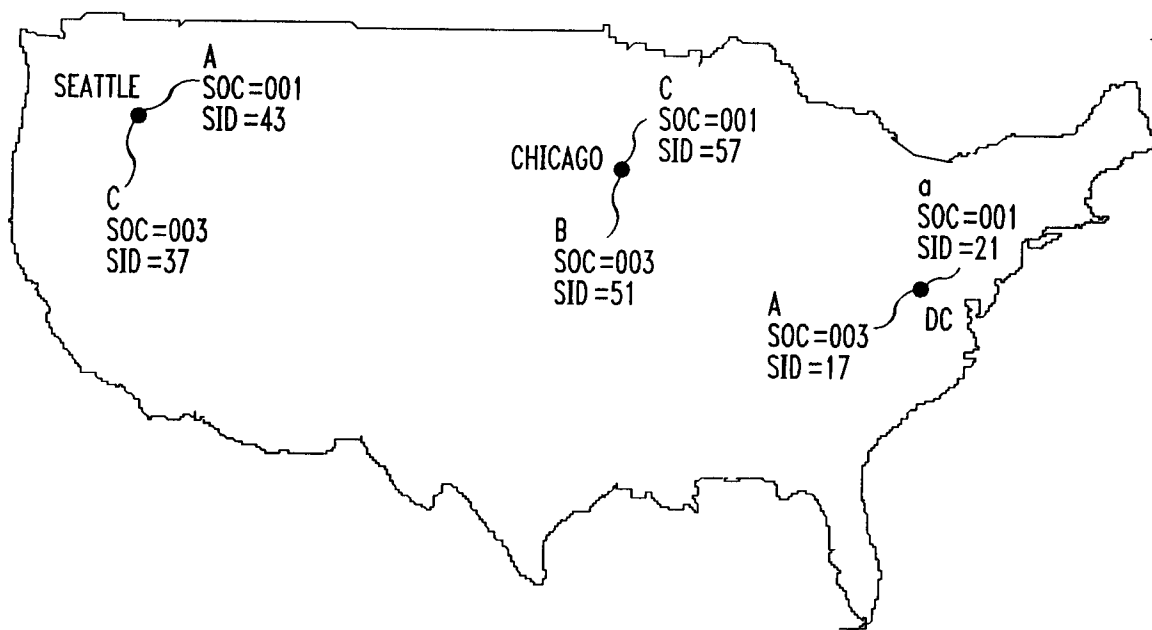 A
SEATTLE
SOC=001
SID=43
C
SOC=003
SID=37
C
SOC=001
SID=57
CHICAGO
B
SOC=003
SID=51
a
SOC=001
SID=21
DC
A
SOC=003
SID=17